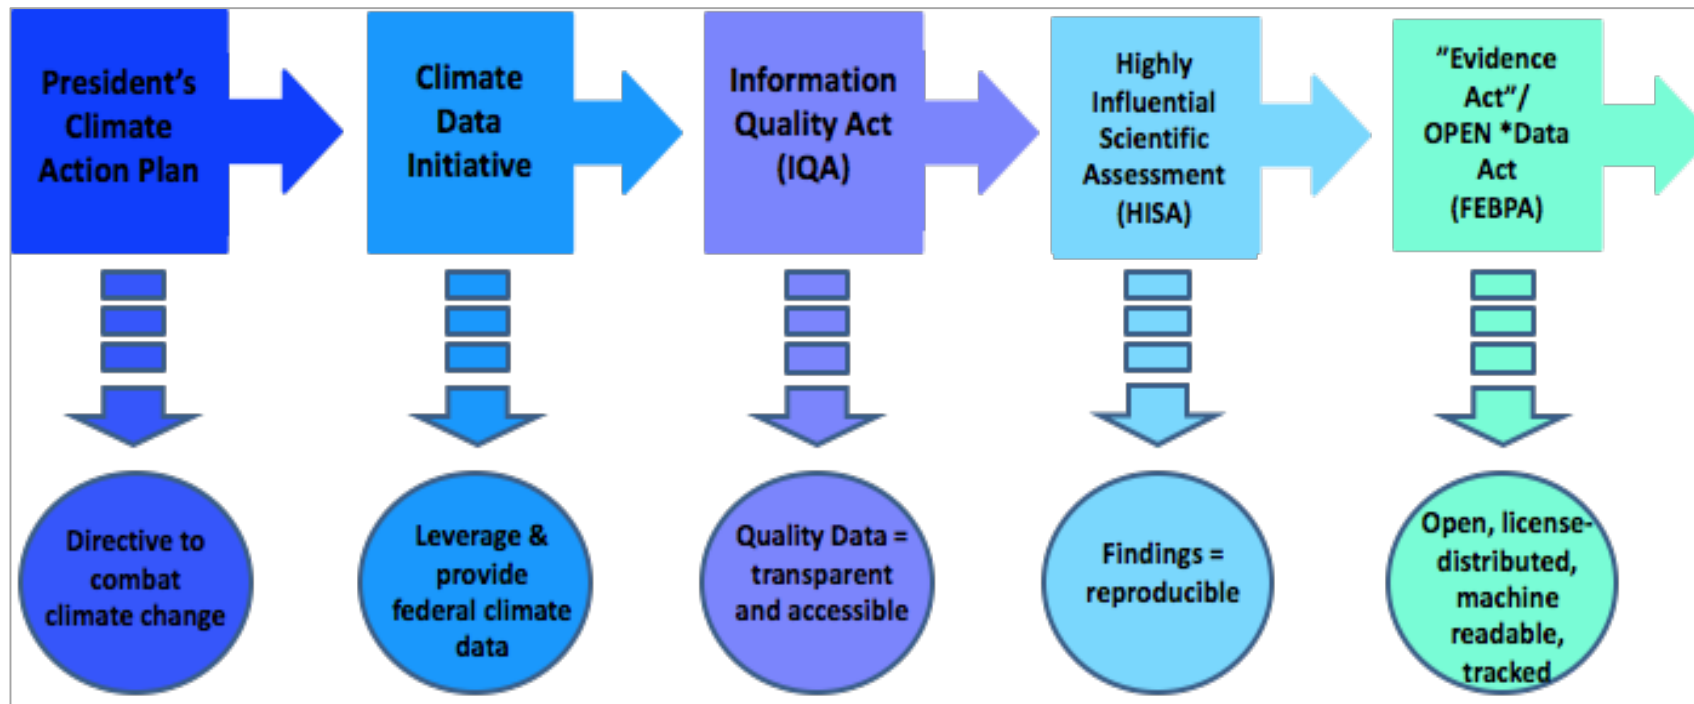 President's
Climate
Action Plan
Climate
Data
Initiative
Information
Quality Act
(IQA)
Highly
Influential
Scientific
Assessment
(HISA)
"Evidence
Act"/
OPEN *Data
Act
(FEBPA)
Directive to
combat
climate change
Leverage &
provide
federal climate
data
Quality Data =
transparent
and accessible
Findings =
reproducible
Open, license-
distributed,
machine
readable,
tracked